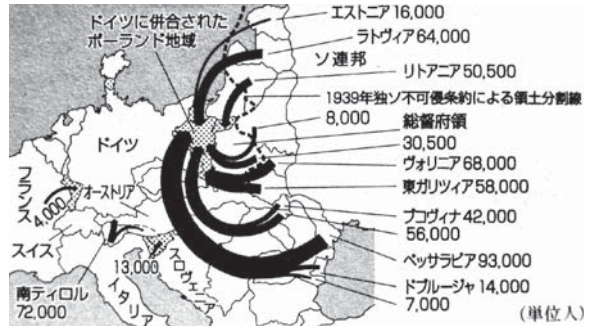 ドイツに併合された
ポーランド地域
エストニア 16,000
ラトヴィア 64,000
ソ連邦
リトアニア 50,500
1939年独ソ不可優条約による領土分割線
8,000
総督府領
30,500
ヴォリニア 68,000
東ガリツィア 58,000
ブコヴィナ 42,000
56,000
ベッサラビア 93,000
ドブルージャ 14,000
7,000
ドイツ
フランス
オーストリア
4,000
スイス
13,000
スロヴェニア
南ティロル
72,000
イタリア
(単位人)